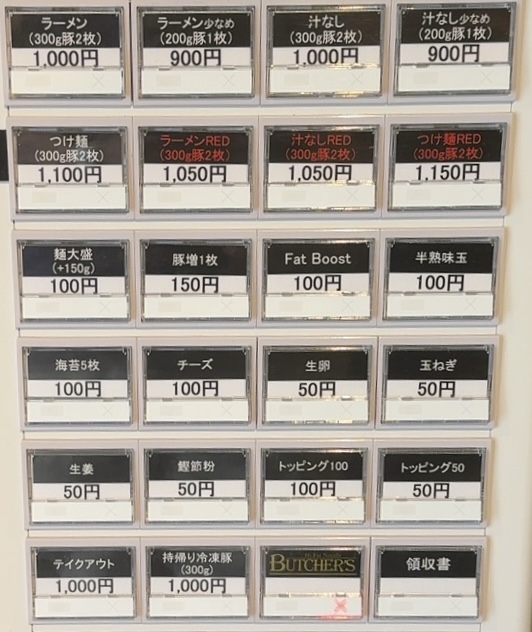 ラーメン
(300g豚2枚)
1,000円
ラーメン少なめ
(200g豚1枚)
900円
汁なし
(300g豚2枚)
1,000円
汁なし少なめ
(200g豚1枚)
900円
つけ麺
(300g豚2枚)
1,100円
ラーメンRED
(300g豚2枚)
1,050円
汁なしRED
(300g豚2枚)
1,050円
つけ麺RED
(300g豚2枚)
1,150円
麺大盛
(+150g)
100円
豚増1枚
150円
Fat Boost
100円
半熟味玉
100円
海苔5枚
100円
チーズ
100円
生卵
50円
玉ねぎ
50円
生姜
50円
鰹節粉
50円
トッピング100
100円
トッピング50
50円
テイクアウト
1,000円
持帰り冷凍豚
(300g)
1,000円
BUTCHER'S
領収書